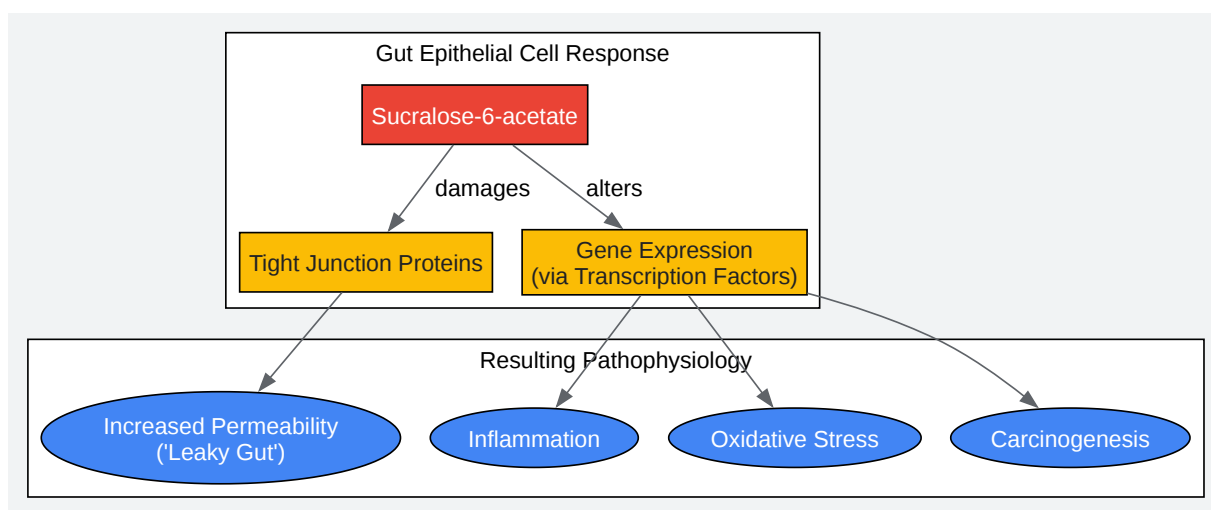 Gut Epithelial Cell Response
Sucralose-6-acetate
damages
alters
Tight Junction Proteins
Gene Expression
(via Transcription Factors)
Resulting Pathophysiology
Increased Permeability
('Leaky Gut')
Inflammation
Oxidative Stress
Carcinogenesis